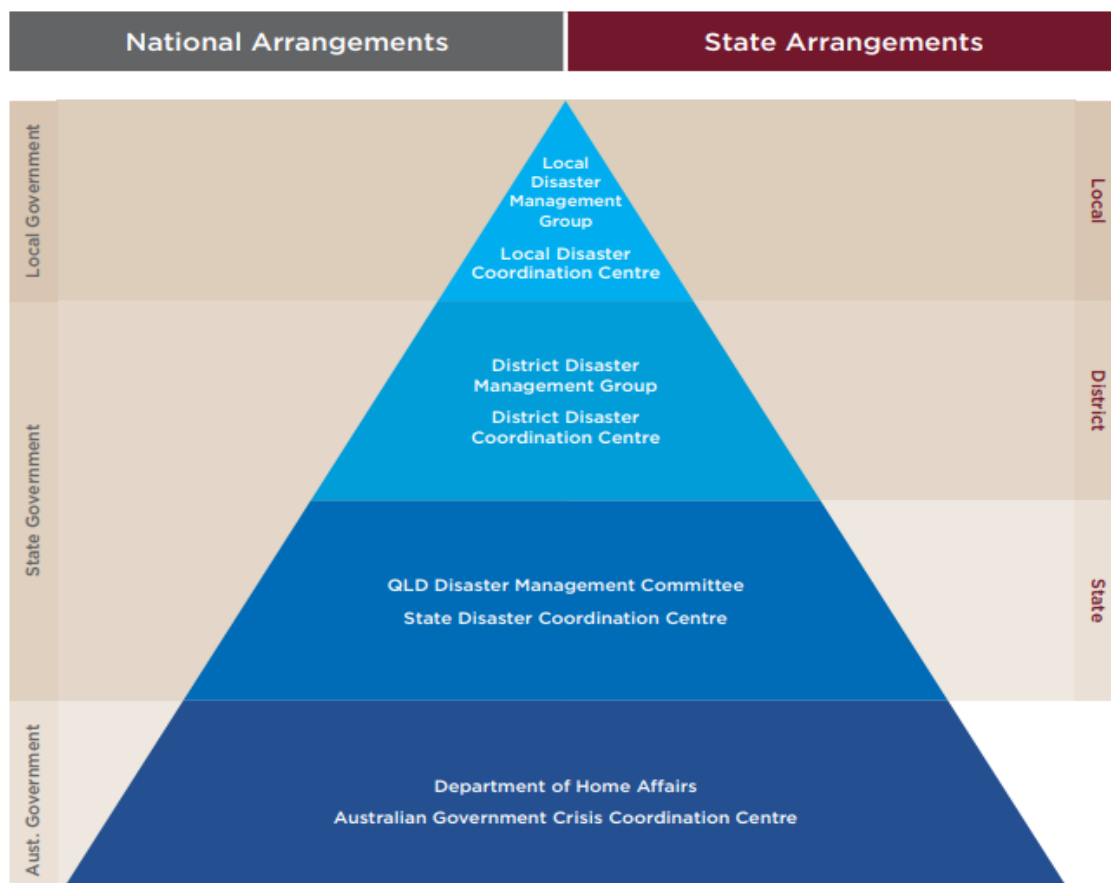 National Arrangements
State Arrangements
Local Government
Local
Disaster
Management
Group
Local Disaster
Coordination Centre
Local
State Government
District Disaster
Management Group
District Disaster
Coordination Centre
District
QLD Disaster Management Committee
State Disaster Coordination Centre
State
Aust. Government
Department of Home Affairs
Australian Government Crisis Coordination Centre